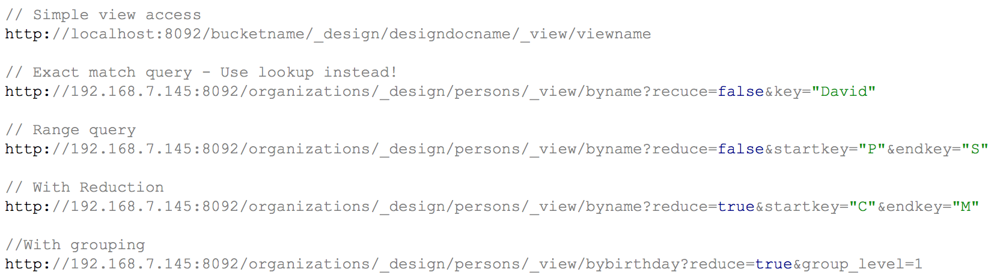 // Simple view access
http://localhost:8092/bucketname/_design/designdocname/_view/viewname
// Exact match query - Use lookup instead!
http://192.168.7.145:8092/organizations/_design/persons/_view/byname?recuce=false&key="David"
// Range query
http://192.168.7.145:8092/organizations/_design/persons/_view/byname?reduce=false&startkey="P"&endkey="S"
// With Reduction
http://192.168.7.145:8092/organizations/_design/persons/_view/byname?reduce=true&startkey="C"&endkey="M"
//With grouping
http://192.168.7.145:8092/organizations/_design/persons/_view/bybirthday?reduce=true&group_level=1